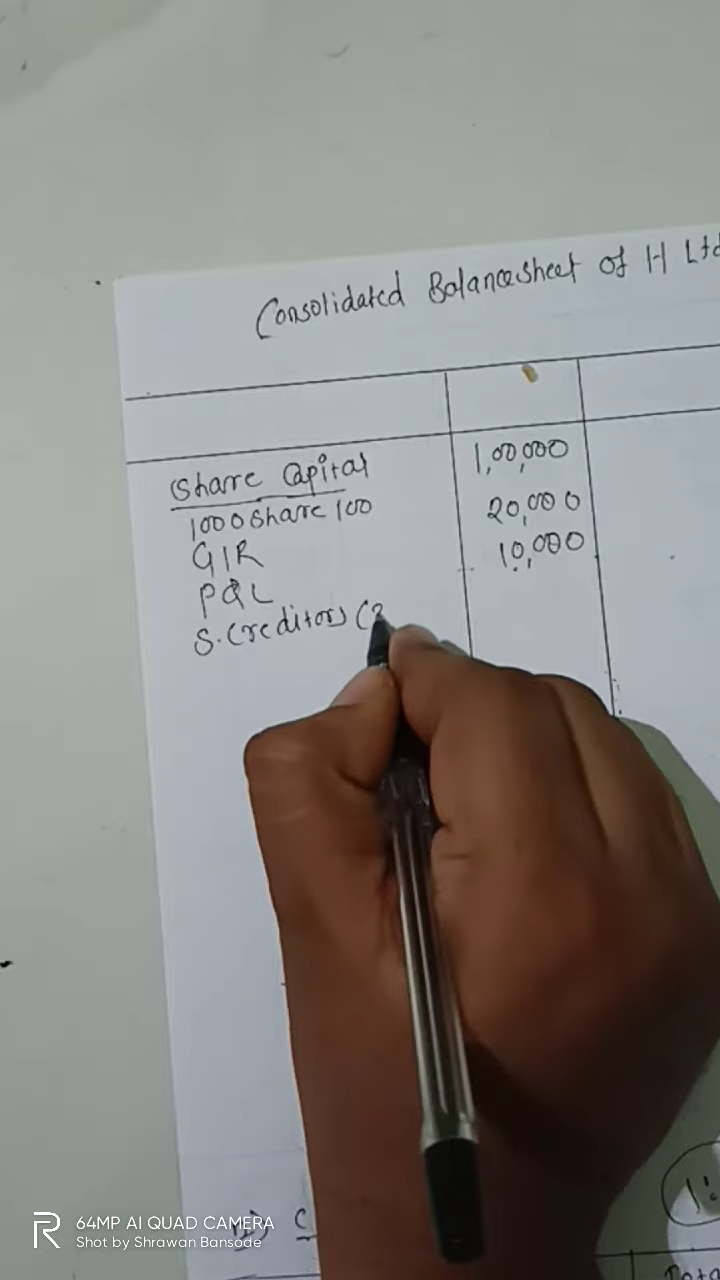 Consolidated Balancesheet of H Ltd
Share Capital 1,00,000
1000 share 100 20,000
GIR 10,000
P&L
S. Creditors (
64MP AI QUAD CAMERA
Shot by Shrawan Bansode